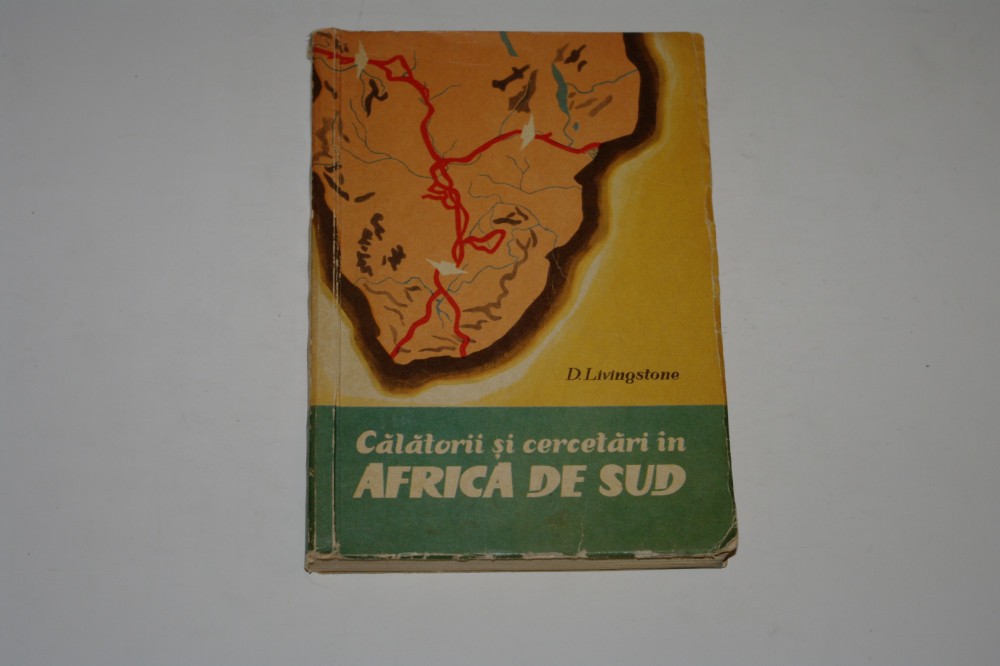 D. Livingstone
Călătorii și cercetări în
AFRICA DE SUD